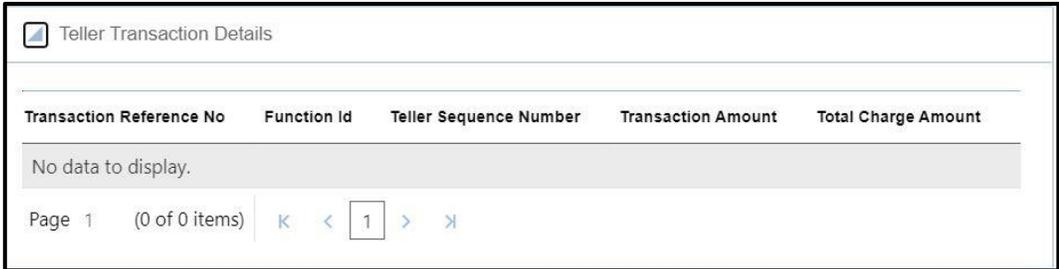 Teller Transaction Details
Transaction Reference No Function Id Teller Sequence Number Transaction Amount Total Charge Amount
No data to display.
Page 1 (0 of 0 items) 1